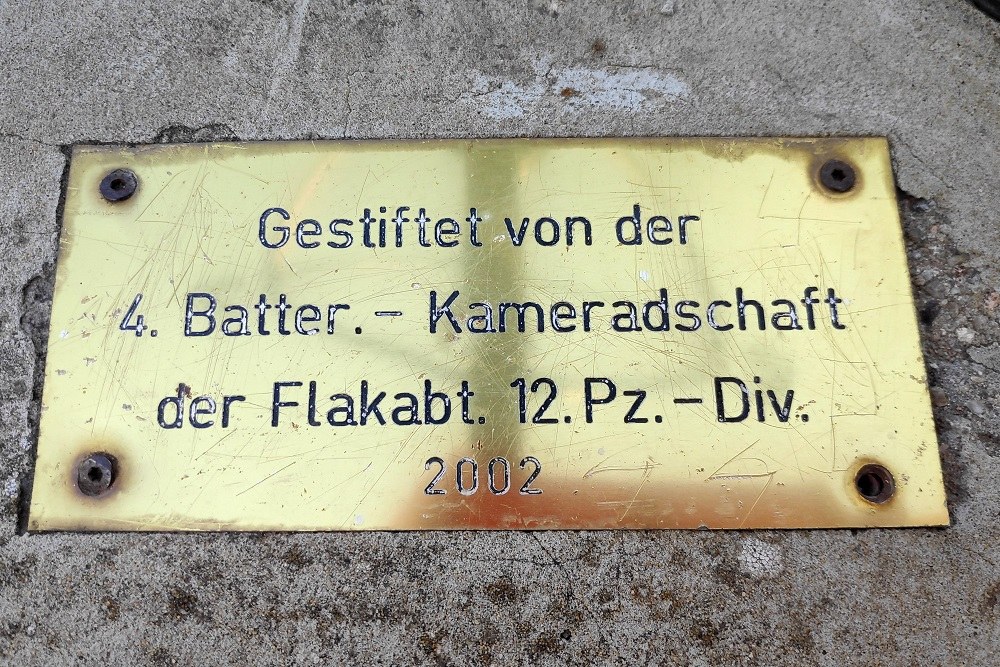 Gestiftet von der
4. Batter. – Kameradschaft
der Flakabt. 12. Pz. – Div.
2002